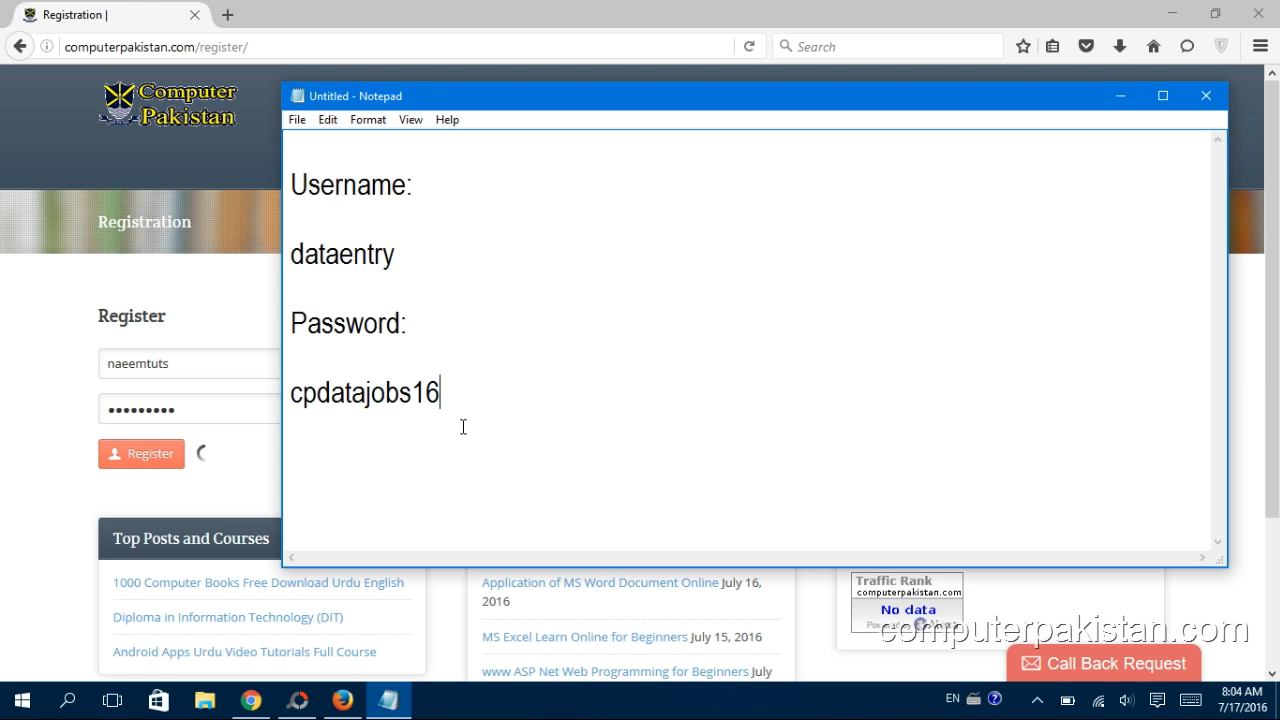 Registration |
computerpakistan.com/register/
Search
Computer
Pakistan
Untitled - Notepad
File Edit Format View Help
Username:
dataentry
Password:
cpdatajobs16
Registration
Register
naeemtuts
Register
Top Posts and Courses
1000 Computer Books Free Download Urdu English
Diploma in Information Technology (DIT)
Android Apps Urdu Video Tutorials Full Course
Application of MS Word Document Online July 16,
2016
MS Excel Learn Online for Beginners July 15, 2016
www ASP Net Web Programming for Beginners July
Traffic Rank
computerpakistan.com
No data
computerpakistan.com
Call Back Request
EN
8:04 AM
7/17/2016